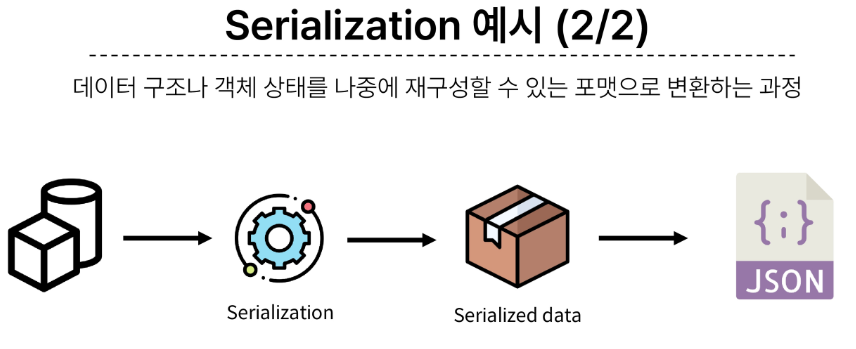 Serialization 예시 (2/2)
데이터 구조나 객체 상태를 나중에 재구성할 수 있는 포맷으로 변환하는 과정
{;}
JSON
Serialization
Serialized data